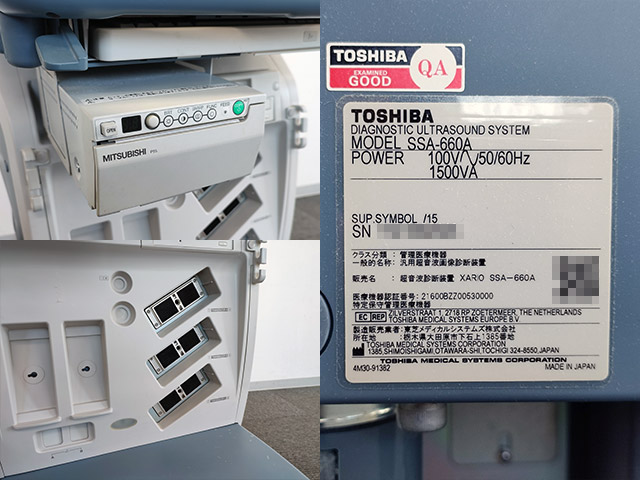 OPEN
MITSUBISHI
TOSHIBA
EXAMINED
GOOD
QA
TOSHIBA
DIAGNOSTIC ULTRASOUND SYSTEM
MODEL SSA-660A
POWER 100V 50/60Hz
1500VA
SUP.SYMBOL /15
SN
クラス分類 : 管理医療機器
一般的名称 : 汎用超音波画像診断装置
販売名 : 超音波診断装置 XARIO SSA-660A
医療機器認証番号 : 21600BZZ00530000
特定保守管理医療機器
EC REP ZILVERSTRAAT 1, 2718 RP ZOETERMEER, THE NETHERLANDS
TOSHIBA MEDICAL SYSTEMS EUROPE B.V.
製造販売業者 : 東芝メディカルシステムズ株式会社
所在地 : 栃木県大田原市下石上1385番地
TOSHIBA MEDICAL SYSTEMS CORPORATION
1385,SHIMOISHIGAMI,OTAWARA-SHI,TOCHIGI 324-8550,JAPAN
TOSHIBA MEDICAL SYSTEMS CORPORATION
4M30-91382 MADE IN JAPAN